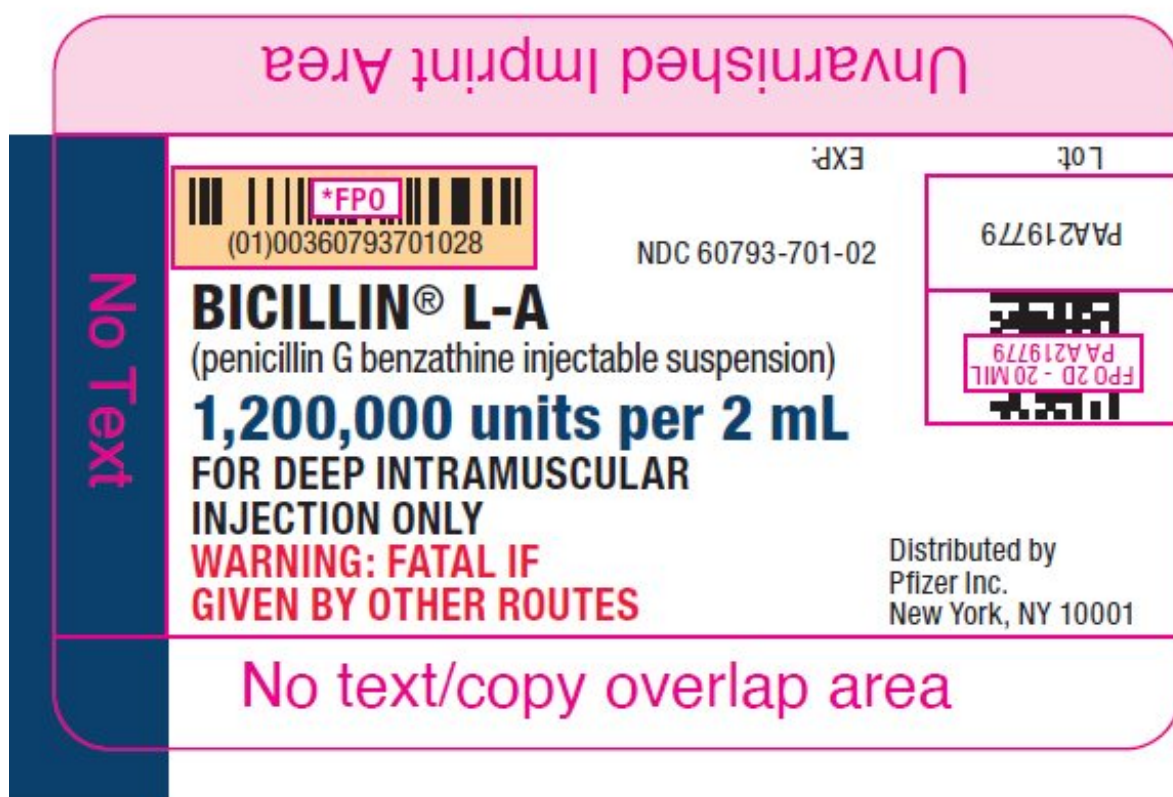 Unvarnished Imprint Area
EXP:
Lot:
*FPO
(01)00360793701028
NDC 60793-701-02
PAA219779
No Text
BICILLIN® L-A
(penicillin G benzathine injectable suspension)
1,200,000 units per 2 mL
FOR DEEP INTRAMUSCULAR
INJECTION ONLY
WARNING: FATAL IF
GIVEN BY OTHER ROUTES
FPO 2D - 20 MIL
PAA219779
Distributed by
Pfizer Inc.
New York, NY 10001
No text/copy overlap area